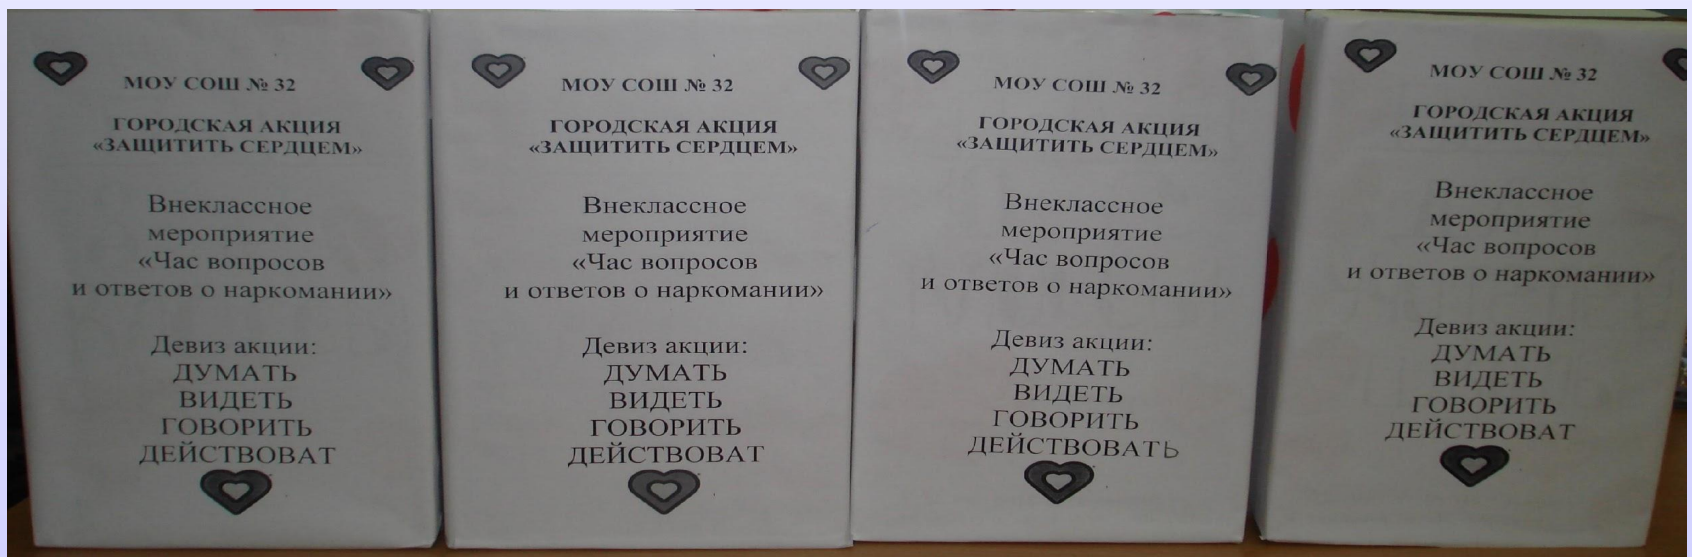 МОУ СОШ № 32
ГОРОДСКАЯ АКЦИЯ
«ЗАЩИТИТЬ СЕРДЦЕМ»
Внеклассное
мероприятие
«Час вопросов
и ответов о наркомании»
Девиз акции:
ДУМАТЬ
ВИДЕТЬ
ГОВОРИТЬ
ДЕЙСТВОВАТ
МОУ СОШ № 32
ГОРОДСКАЯ АКЦИЯ
«ЗАЩИТИТЬ СЕРДЦЕМ»
Внеклассное
мероприятие
«Час вопросов
и ответов о наркомании»
Девиз акции:
ДУМАТЬ
ВИДЕТЬ
ГОВОРИТЬ
ДЕЙСТВОВАТ
МОУ СОШ № 32
ГОРОДСКАЯ АКЦИЯ
«ЗАЩИТИТЬ СЕРДЦЕМ»
Внеклассное
мероприятие
«Час вопросов
и ответов о наркомании»
Девиз акции:
ДУМАТЬ
ВИДЕТЬ
ГОВОРИТЬ
ДЕЙСТВОВАТЬ
МОУ СОШ № 32
ГОРОДСКАЯ АКЦИЯ
«ЗАЩИТИТЬ СЕРДЦЕМ»
Внеклассное
мероприятие
«Час вопросов
и ответов о наркомании»
Девиз акции:
ДУМАТЬ
ВИДЕТЬ
ГОВОРИТЬ
ДЕЙСТВОВАТ